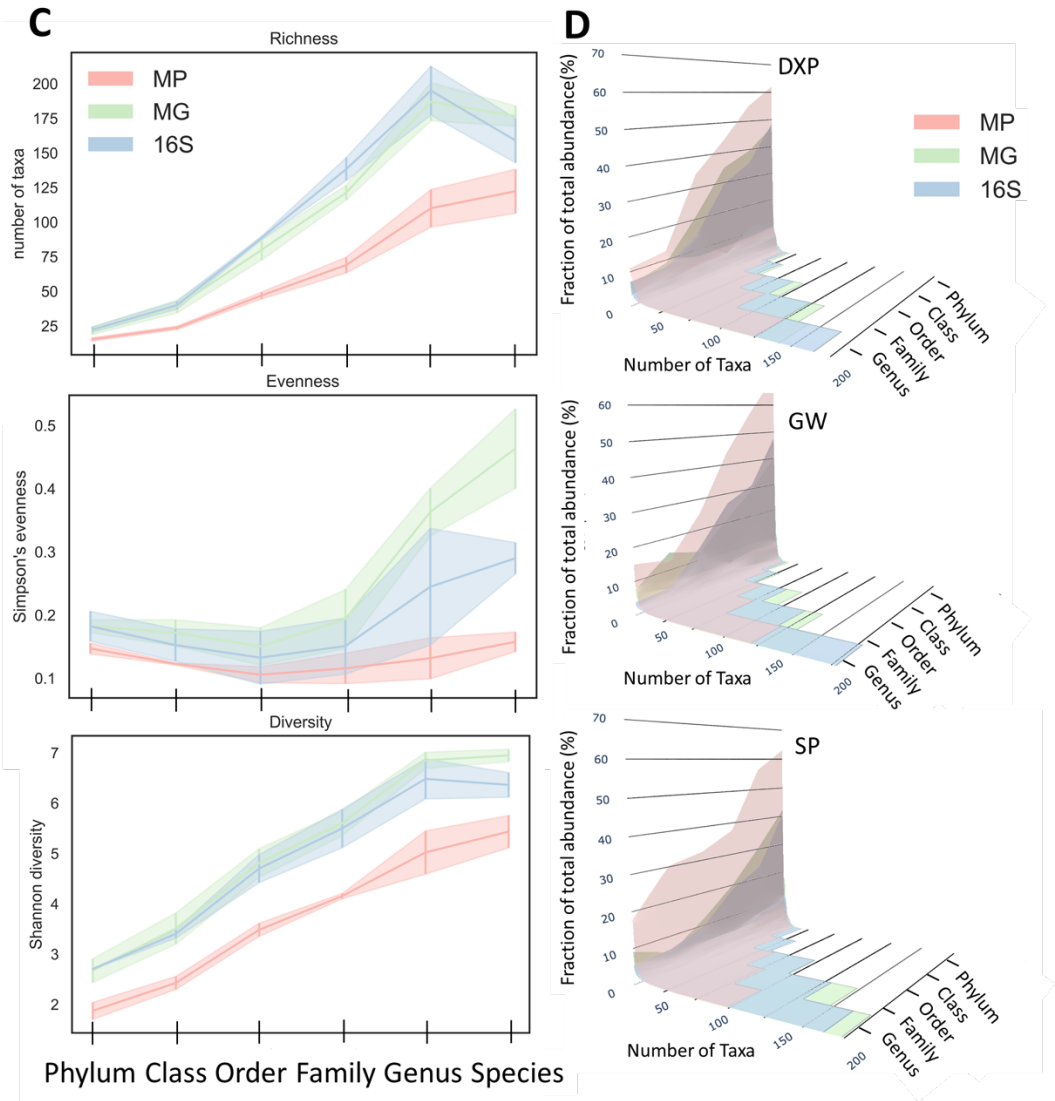 C
Richness
number of taxa
200
175
150
125
100
75
50
25
MP
MG
16S
Evenness
Simpson's evenness
0.5
0.4
0.3
0.2
0.1
Diversity
Shannon diversity
7
6
5
4
3
2
Phylum Class Order Family Genus Species
D
DXP
Fraction of total abundance(%)
70
60
50
40
30
20
10
0
MP
MG
16S
50
100
150
200
Number of Taxa
Phylum
Class
Order
Family
Genus
GW
Fraction of total abundance (%)
60
50
40
30
20
10
0
50
100
150
200
Number of Taxa
Phylum
Class
Order
Family
Genus
SP
Fraction of total abundance (%)
70
60
50
40
30
20
10
0
50
100
150
200
Number of Taxa
Phylum
Class
Order
Family
Genus